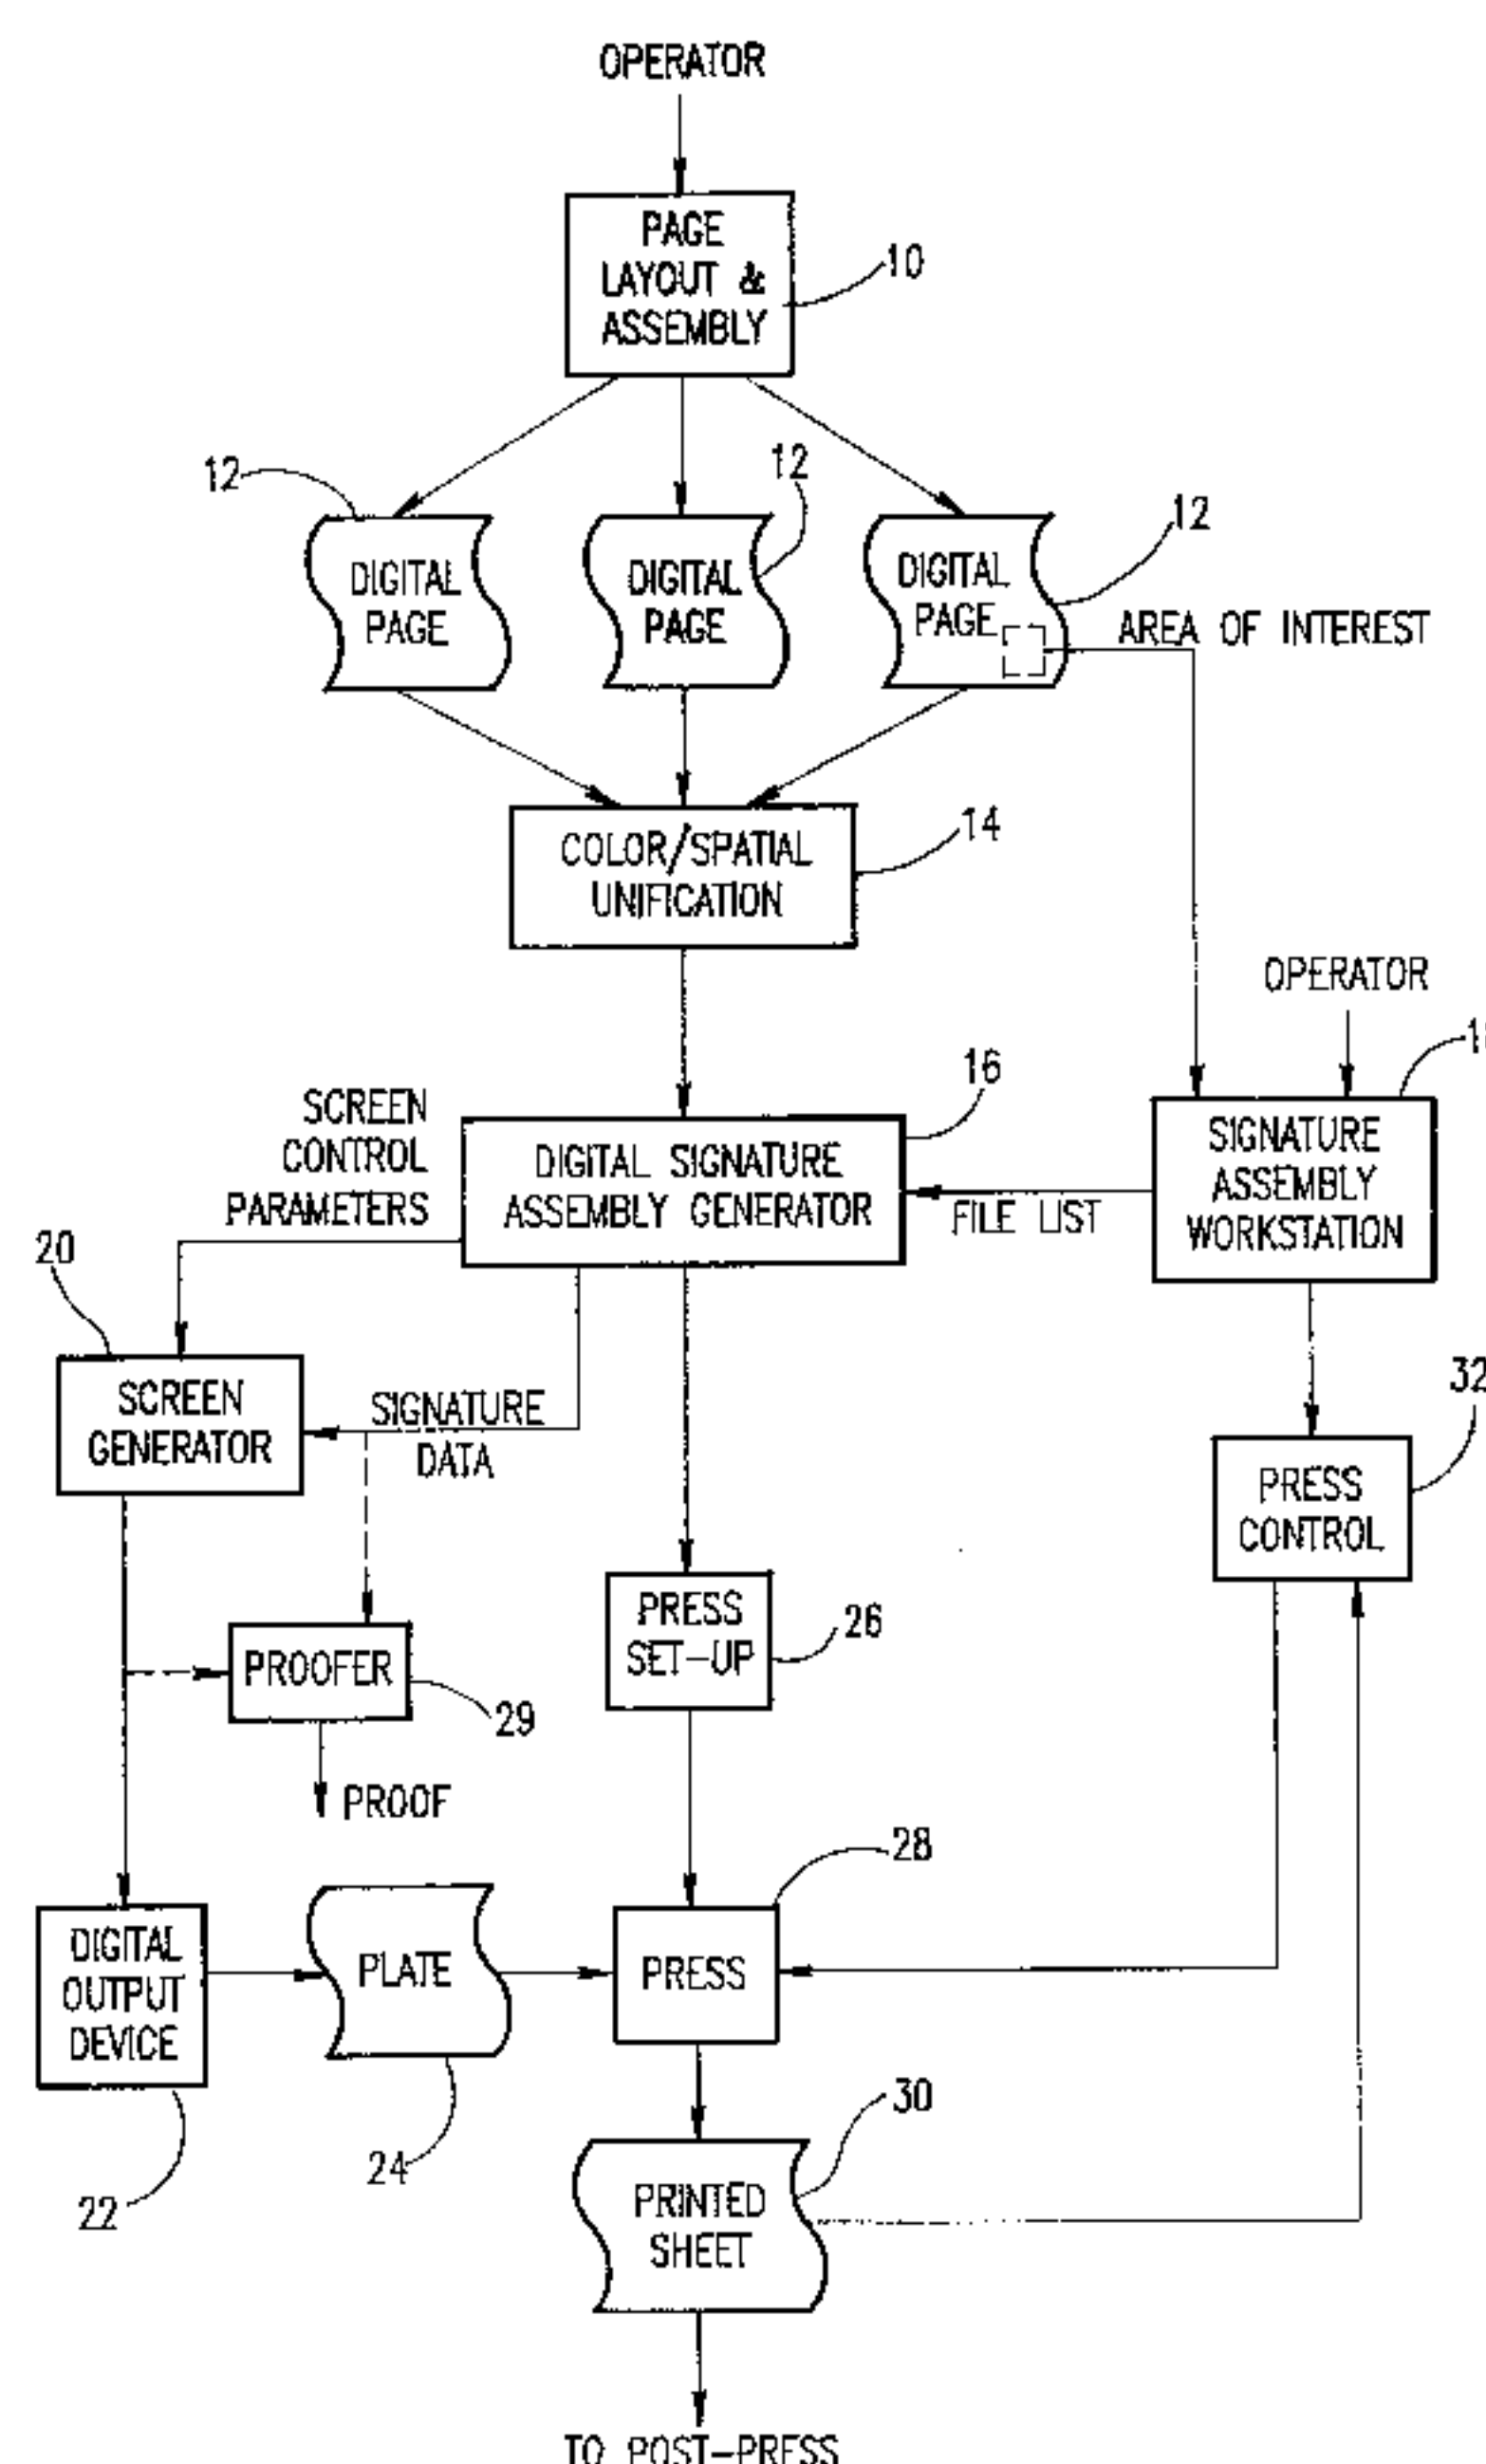 OPERATOR
PAGE
LAYOUT &
ASSEMBLY
10
12
12
12
DIGITAL
PAGE
DIGITAL
PAGE
DIGITAL
PAGE
AREA OF INTEREST
COLOR/SPATIAL
UNIFICATION
14
OPERATOR
16
SCREEN
CONTROL
PARAMETERS
DIGITAL SIGNATURE
ASSEMBLY GENERATOR
FILE LIST
SIGNATURE
ASSEMBLY
WORKSTATION
20
SCREEN
GENERATOR
SIGNATURE
DATA
32
PRESS
CONTROL
PRESS
SET-UP
26
PROOFER
29
PROOF
28
DIGITAL
OUTPUT
DEVICE
22
PLATE
24
PRESS
30
PRINTED
SHEET
TO POST-PRESS